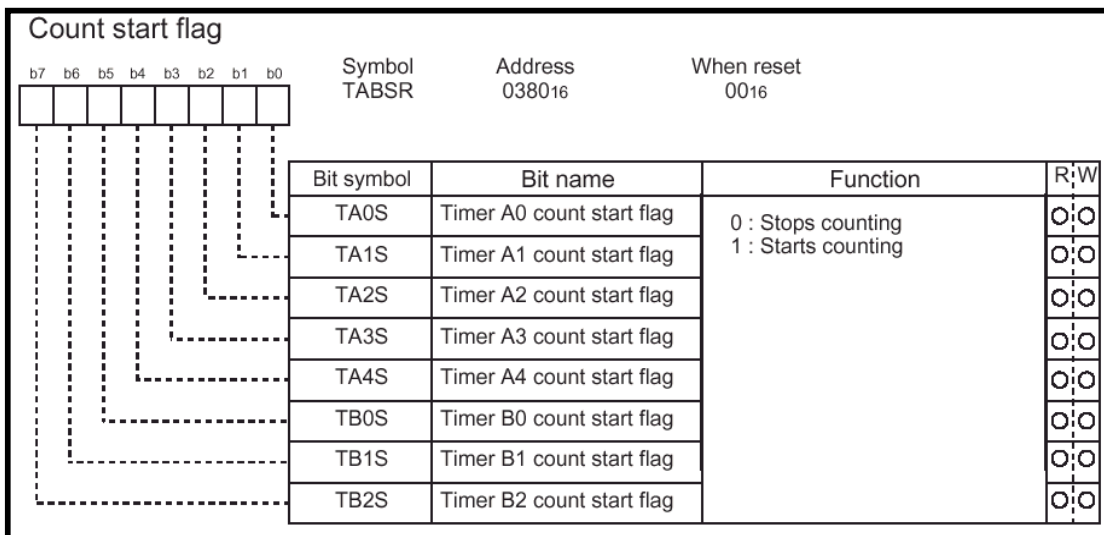 Count start flag
b7 b6 b5 b4 b3 b2 b1 b0
Symbol Address When reset
TABSR 038016 0016
Bit symbol Bit name Function R W
TA0S Timer A0 count start flag 0 : Stops counting
1 : Starts counting
TA1S Timer A1 count start flag
TA2S Timer A2 count start flag
TA3S Timer A3 count start flag
TA4S Timer A4 count start flag
TB0S Timer B0 count start flag
TB1S Timer B1 count start flag
TB2S Timer B2 count start flag